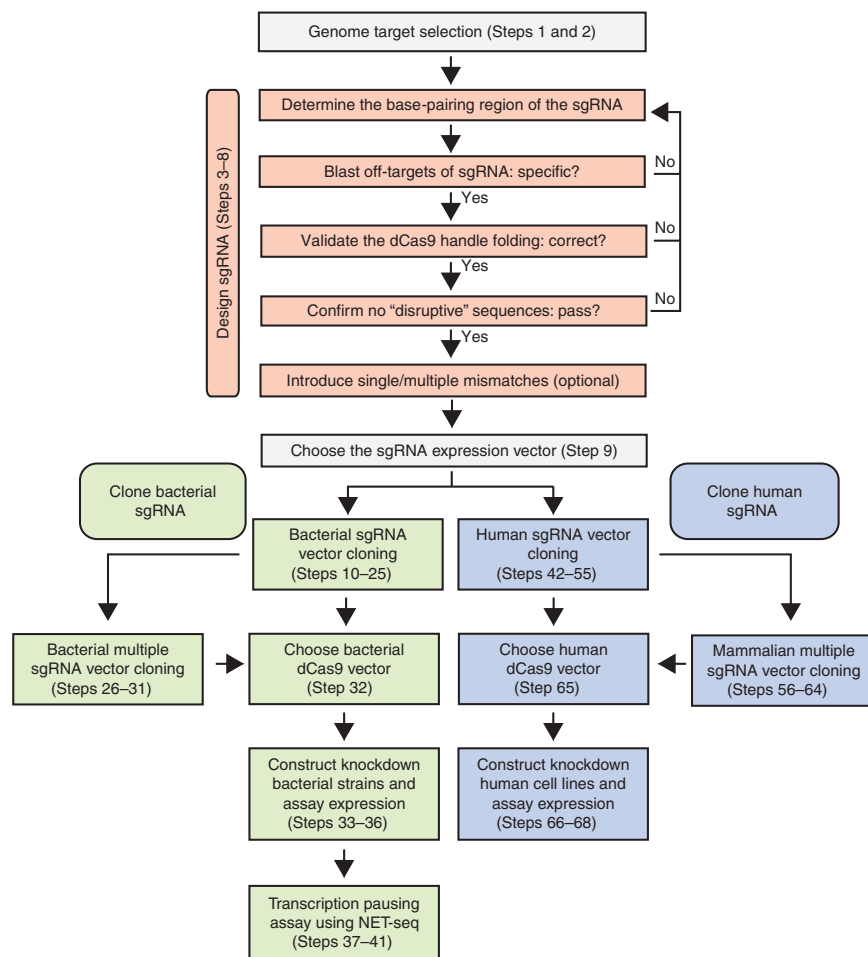 Genome target selection (Steps 1 and 2)
Design sgRNA (Steps 3–8)
Determine the base-pairing region of the sgRNA
Blast off-targets of sgRNA: specific?
No
Yes
Validate the dCas9 handle folding: correct?
No
Yes
Confirm no “disruptive” sequences: pass?
No
Yes
Introduce single/multiple mismatches (optional)
Choose the sgRNA expression vector (Step 9)
Clone bacterial
sgRNA
Clone human
sgRNA
Bacterial sgRNA
vector cloning
(Steps 10–25)
Human sgRNA vector
cloning
(Steps 42–55)
Bacterial multiple
sgRNA vector cloning
(Steps 26–31)
Choose bacterial
dCas9 vector
(Step 32)
Choose human
dCas9 vector
(Step 65)
Mammalian multiple
sgRNA vector cloning
(Steps 56–64)
Construct knockdown
bacterial strains and
assay expression
(Steps 33–36)
Construct knockdown
human cell lines and
assay expression
(Steps 66–68)
Transcription pausing
assay using NET-seq
(Steps 37–41)